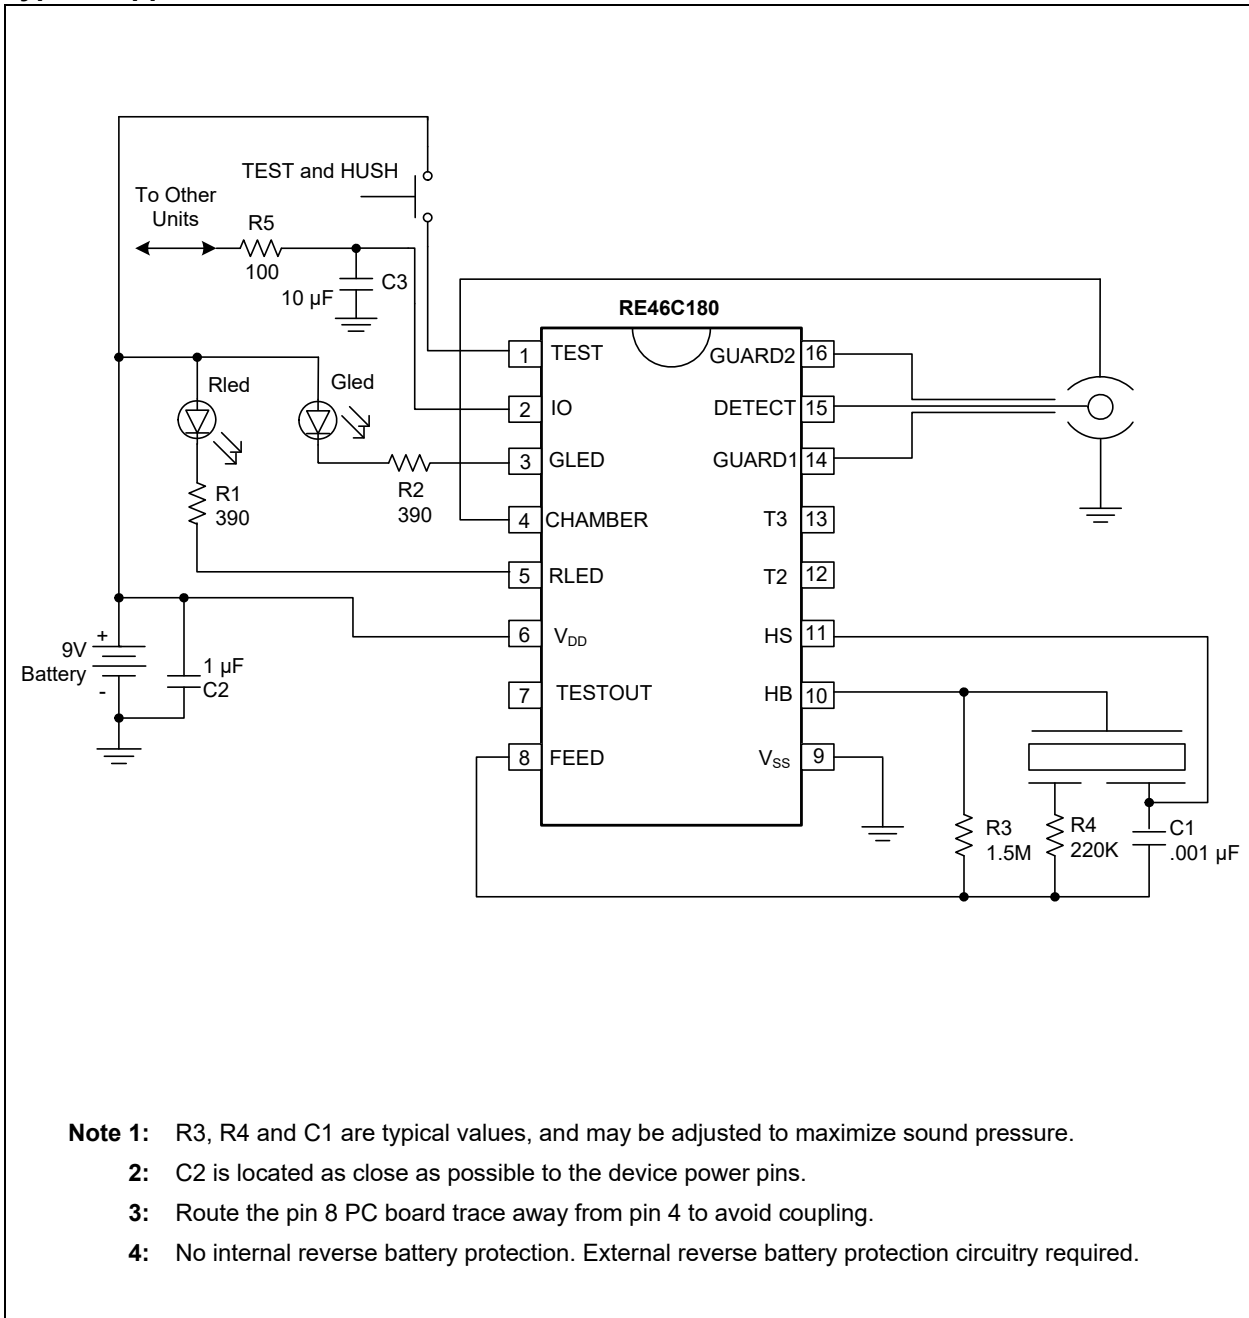 TEST and HUSH
To Other
Units
R5
100
10 µF
C3
RE46C180
Rled
Gled
R1
390
R2
390
1 TEST
2 IO
3 GLED
4 CHAMBER
5 RLED
6 VDD
7 TESTOUT
8 FEED
GUARD2 16
DETECT 15
GUARD1 14
T3 13
T2 12
HS 11
HB 10
VSS 9
+
9V
Battery
-
1 µF
C2
R3
1.5M
R4
220K
C1
.001 µF
Note 1: R3, R4 and C1 are typical values, and may be adjusted to maximize sound pressure.
2: C2 is located as close as possible to the device power pins.
3: Route the pin 8 PC board trace away from pin 4 to avoid coupling.
4: No internal reverse battery protection. External reverse battery protection circuitry required.